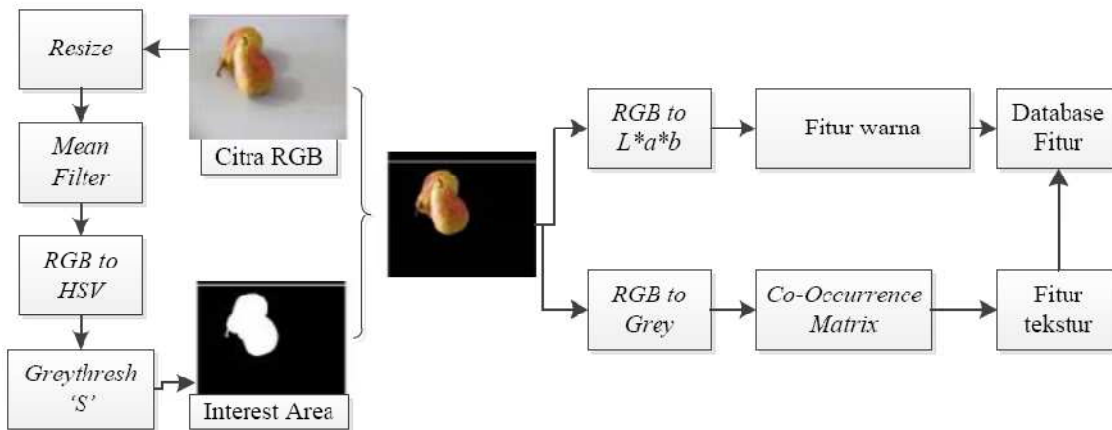 Resize
Citra RGB
Mean
Filter
RGB to
HSV
Greythresh
‘S’
Interest Area
RGB to
L*a*b
Fitur warna
Database
Fitur
RGB to
Grey
Co-Occurrence
Matrix
Fitur
tekstur